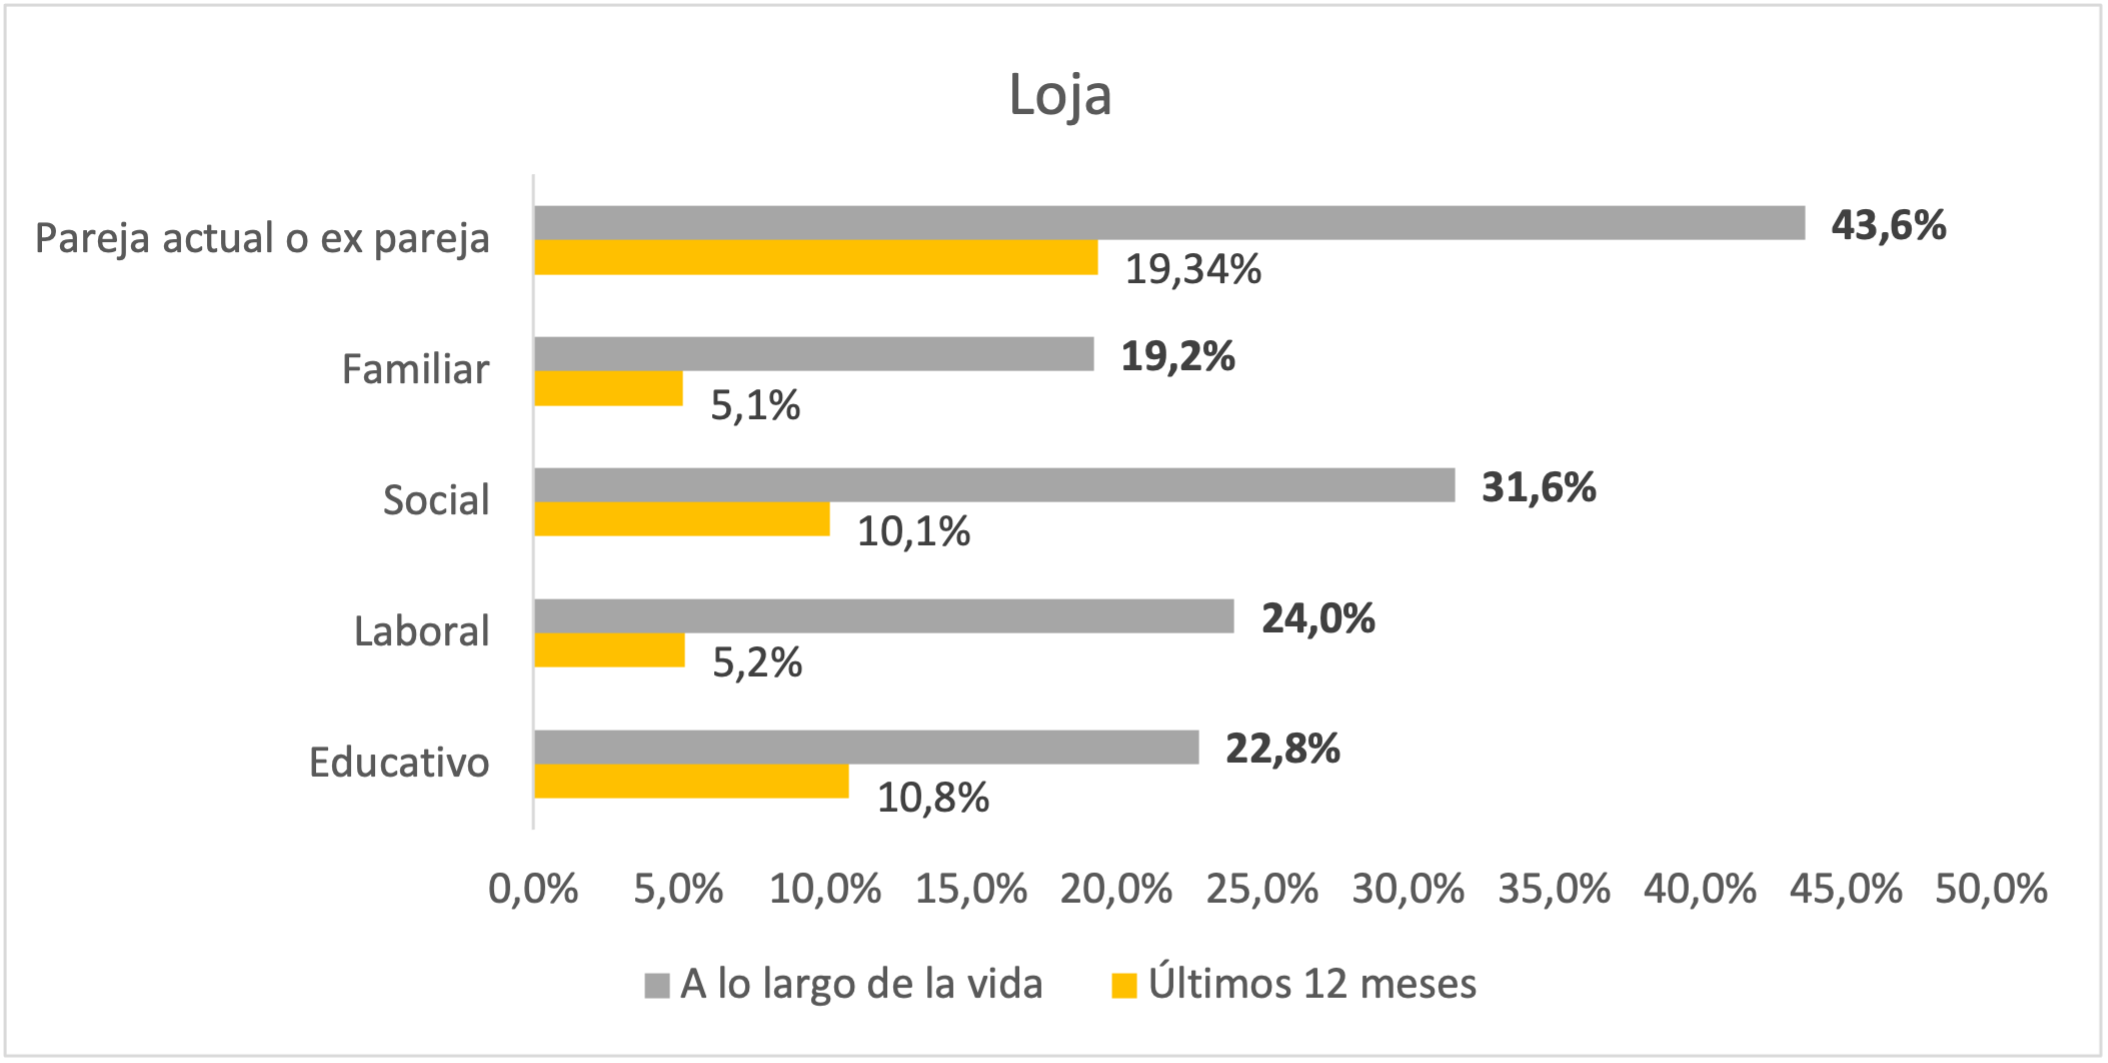 Loja
Pareja actual o ex pareja
43,6%
19,34%
Familiar
19,2%
5,1%
Social
31,6%
10,1%
Laboral
24,0%
5,2%
Educativo
22,8%
10,8%
0,0% 5,0% 10,0% 15,0% 20,0% 25,0% 30,0% 35,0% 40,0% 45,0% 50,0%
A lo largo de la vida Últimos 12 meses